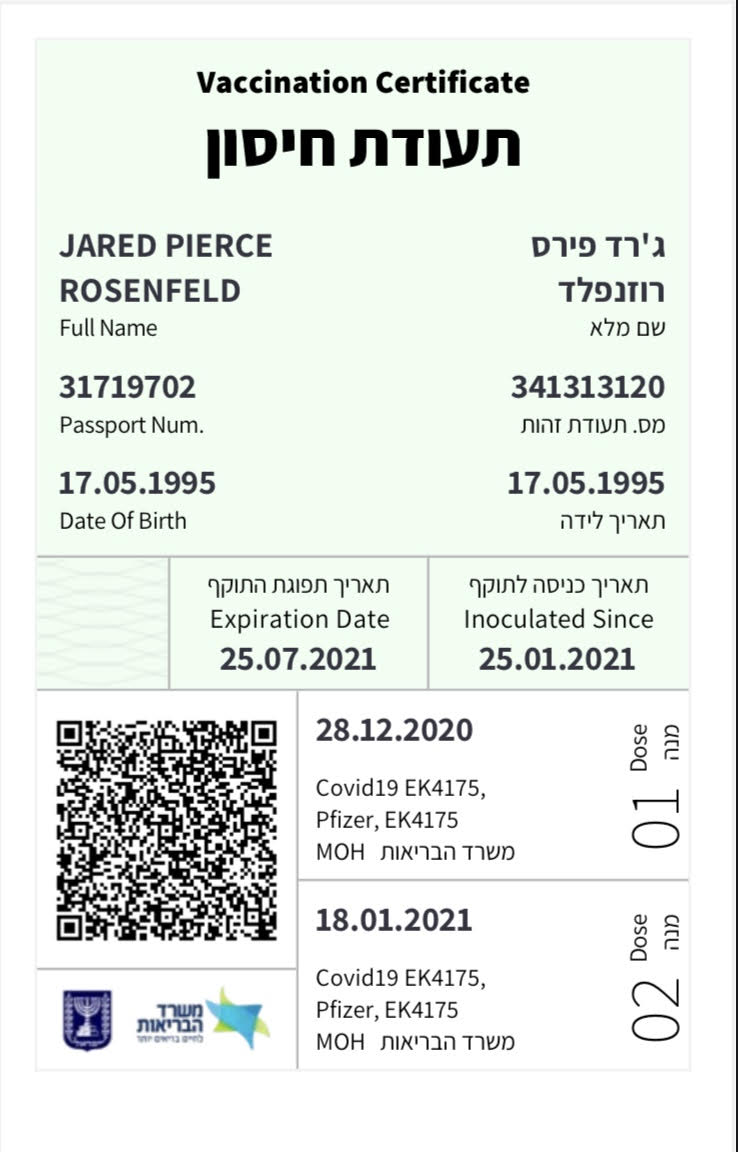 Vaccination Certificate
תעודת חיסון
JARED PIERCE
ROSENFELD
Full Name
ג'רד פירס
רוזנפלד
שם מלא
31719702
Passport Num.
341313120
מס. תעודת זהות
17.05.1995
Date Of Birth
17.05.1995
תאריך לידה
תאריך תפוגת התוקף
Expiration Date
25.07.2021
תאריך כניסה לתוקף
Inoculated Since
25.01.2021
28.12.2020
Covid19 EK4175,
Pfizer, EK4175
MOH משרד הבריאות
Dose מנה
01
18.01.2021
Covid19 EK4175,
Pfizer, EK4175
MOH משרד הבריאות
Dose מנה
02
משרד
הבריאות
לחיים בריאים יותר